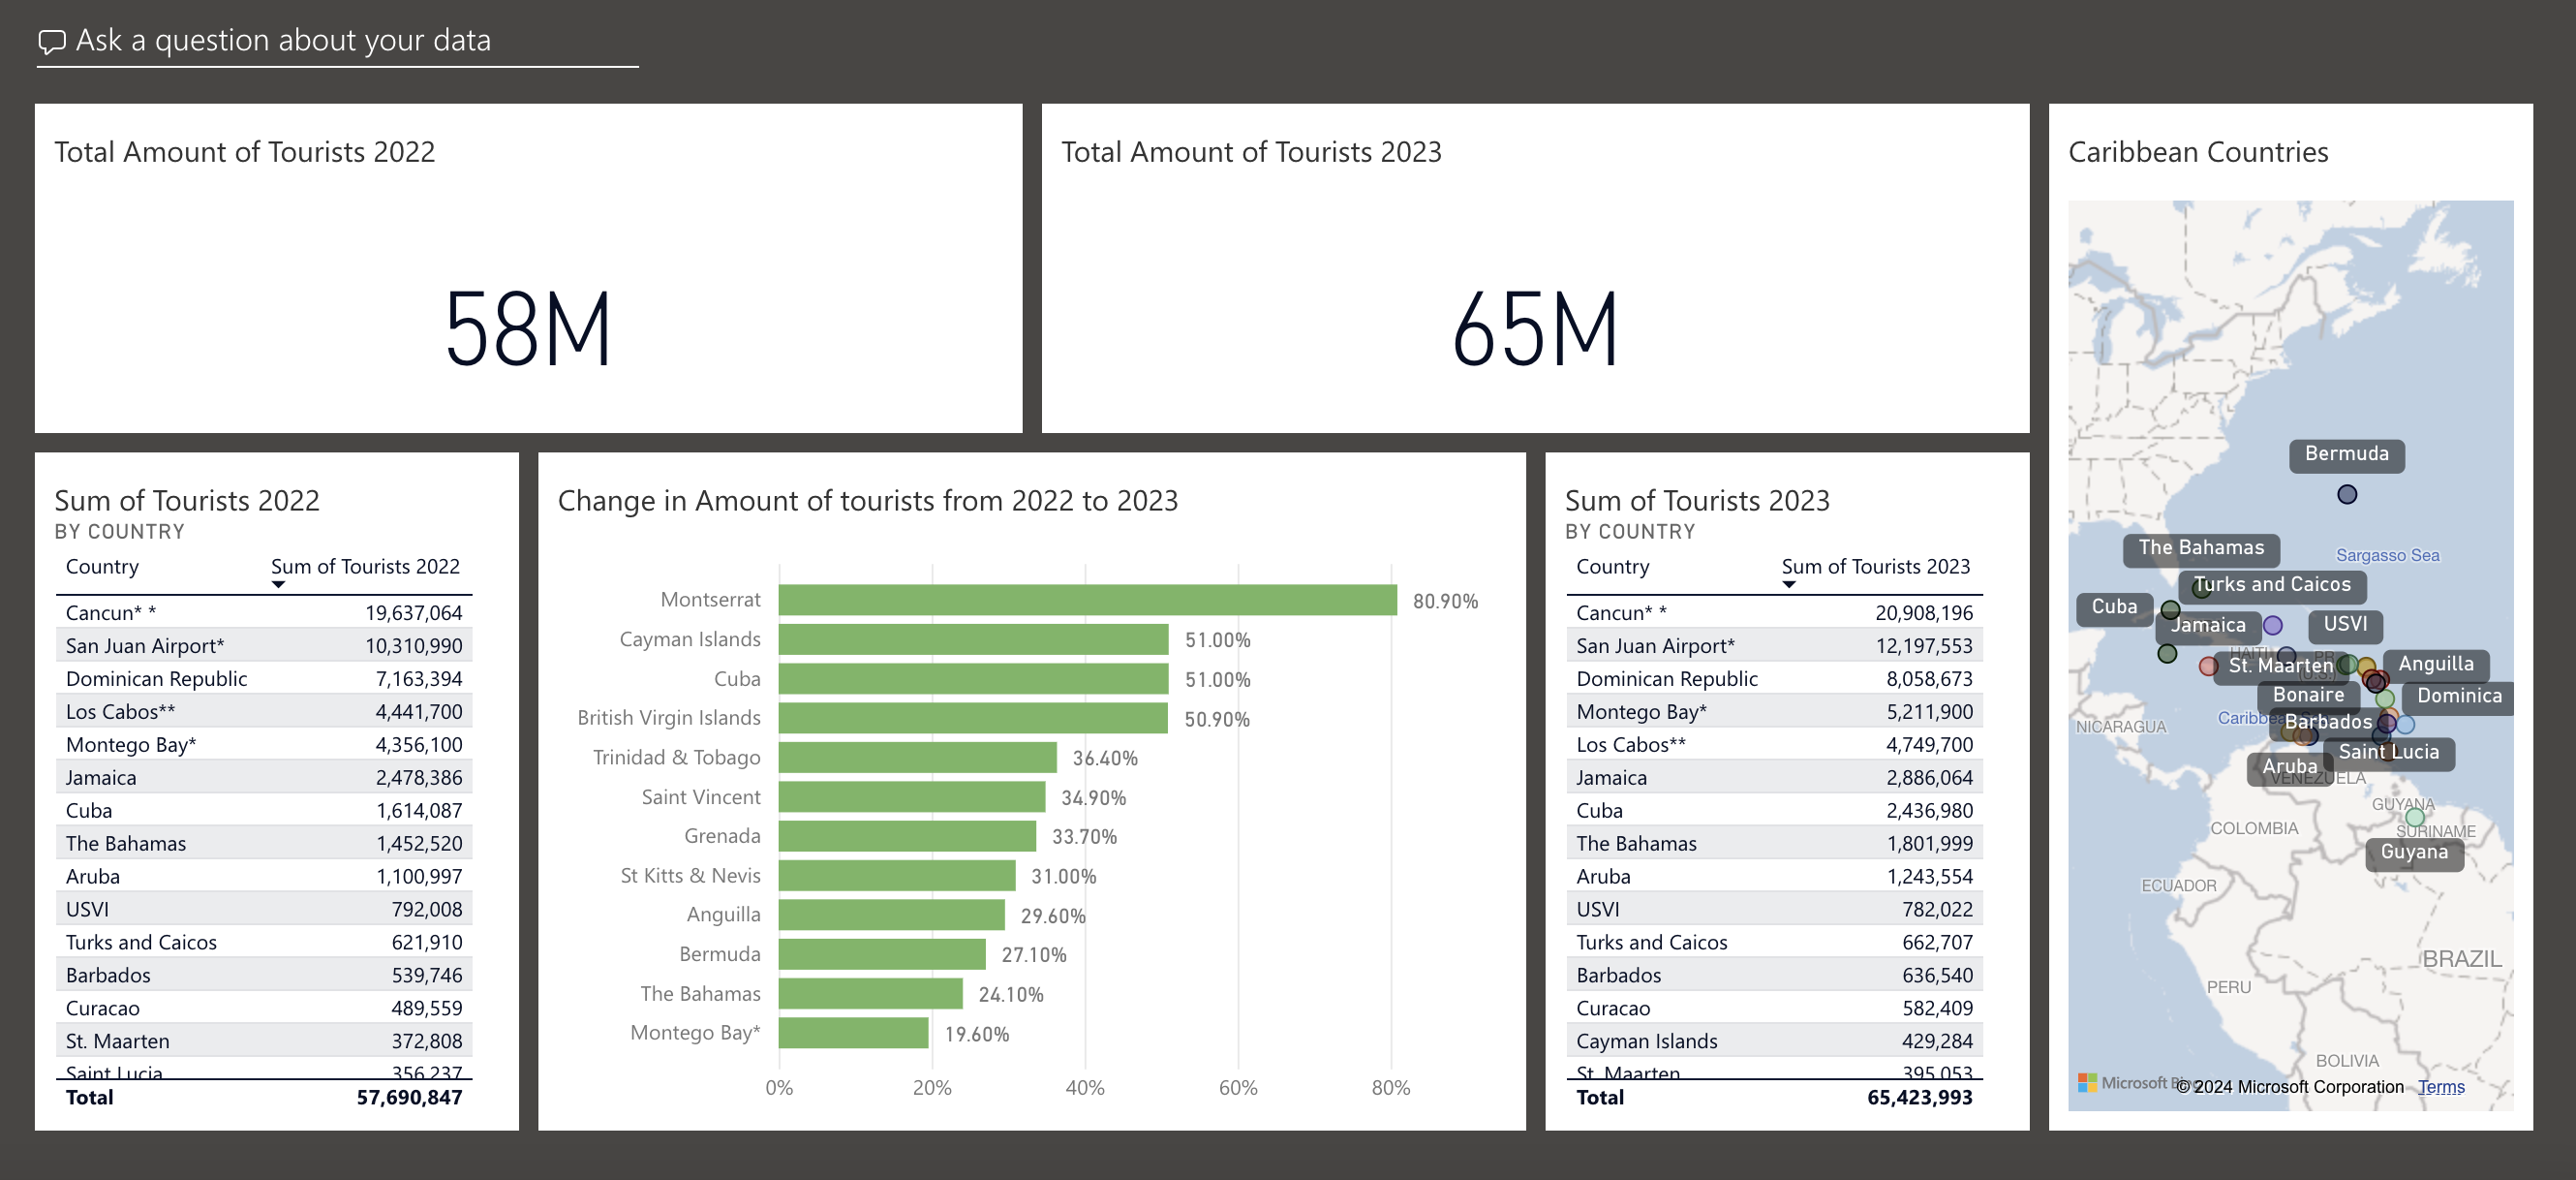 Ask a question about your data
Total Amount of Tourists 2022
58M
Total Amount of Tourists 2023
65M
Sum of Tourists 2022
BY COUNTRY
Country Sum of Tourists 2022
Cancun* * 19,637,064
San Juan Airport* 10,310,990
Dominican Republic 7,163,394
Los Cabos** 4,441,700
Montego Bay* 4,356,100
Jamaica 2,478,386
Cuba 1,614,087
The Bahamas 1,452,520
Aruba 1,100,997
USVI 792,008
Turks and Caicos 621,910
Barbados 539,746
Curacao 489,559
St. Maarten 372,808
Saint Lucia 356,237
Total 57,690,847
Change in Amount of tourists from 2022 to 2023
Montserrat 80.90%
Cayman Islands 51.00%
Cuba 51.00%
British Virgin Islands 50.90%
Trinidad & Tobago 36.40%
Saint Vincent 34.90%
Grenada 33.70%
St Kitts & Nevis 31.00%
Anguilla 29.60%
Bermuda 27.10%
The Bahamas 24.10%
Montego Bay* 19.60%
0% 20% 40% 60% 80%
Sum of Tourists 2023
BY COUNTRY
Country Sum of Tourists 2023
Cancun* * 20,908,196
San Juan Airport* 12,197,553
Dominican Republic 8,058,673
Montego Bay* 5,211,900
Los Cabos** 4,749,700
Jamaica 2,886,064
Cuba 2,436,980
The Bahamas 1,801,999
Aruba 1,243,554
USVI 782,022
Turks and Caicos 662,707
Barbados 636,540
Curacao 582,409
Cayman Islands 429,284
St. Maarten 395,053
Total 65,423,993
Caribbean Countries
Bermuda
The Bahamas
Sargasso Sea
Turks and Caicos
Cuba
Jamaica
USVI
HAITI
PR
(U.S.)
St. Maarten
Anguilla
Bonaire
Dominica
NICARAGUA
Barbados
Saint Lucia
Aruba
VENEZUELA
GUYANA
COLOMBIA
SURINAME
Guyana
ECUADOR
BRAZIL
PERU
BOLIVIA
Microsoft
© 2024 Microsoft Corporation Terms